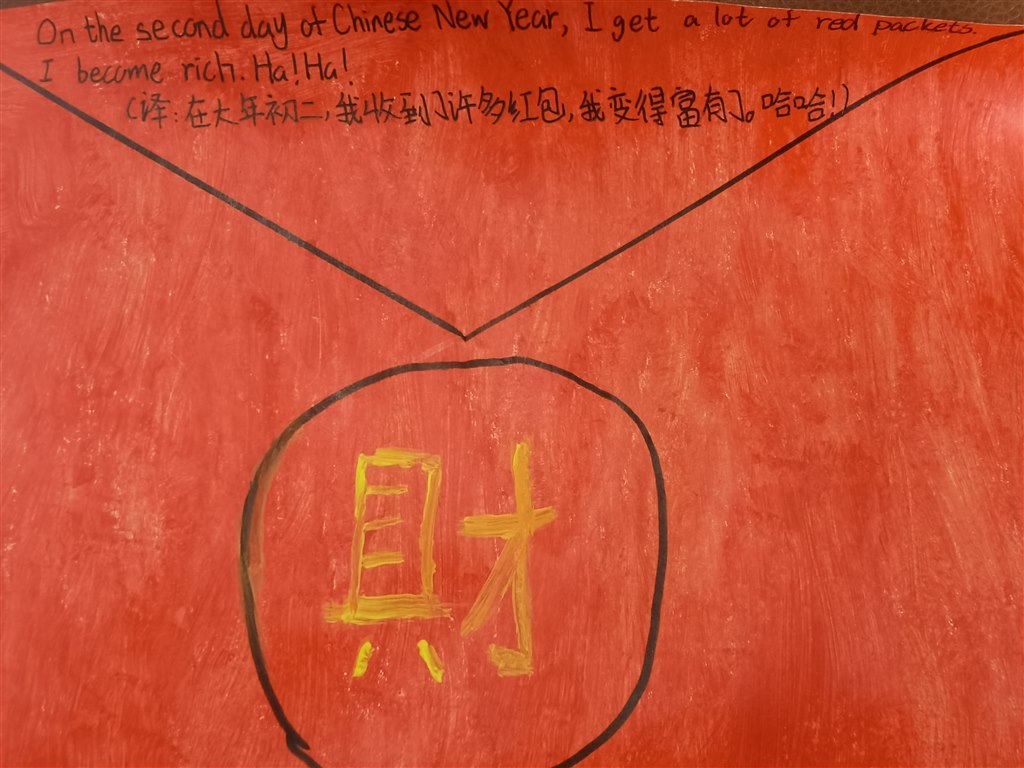 On the second day of Chinese New Year, I get a lot of red packets.
I become rich. Ha! Ha!
(译:在大年初二,我收到了许多红包,我变得富有了。哈哈!)
財